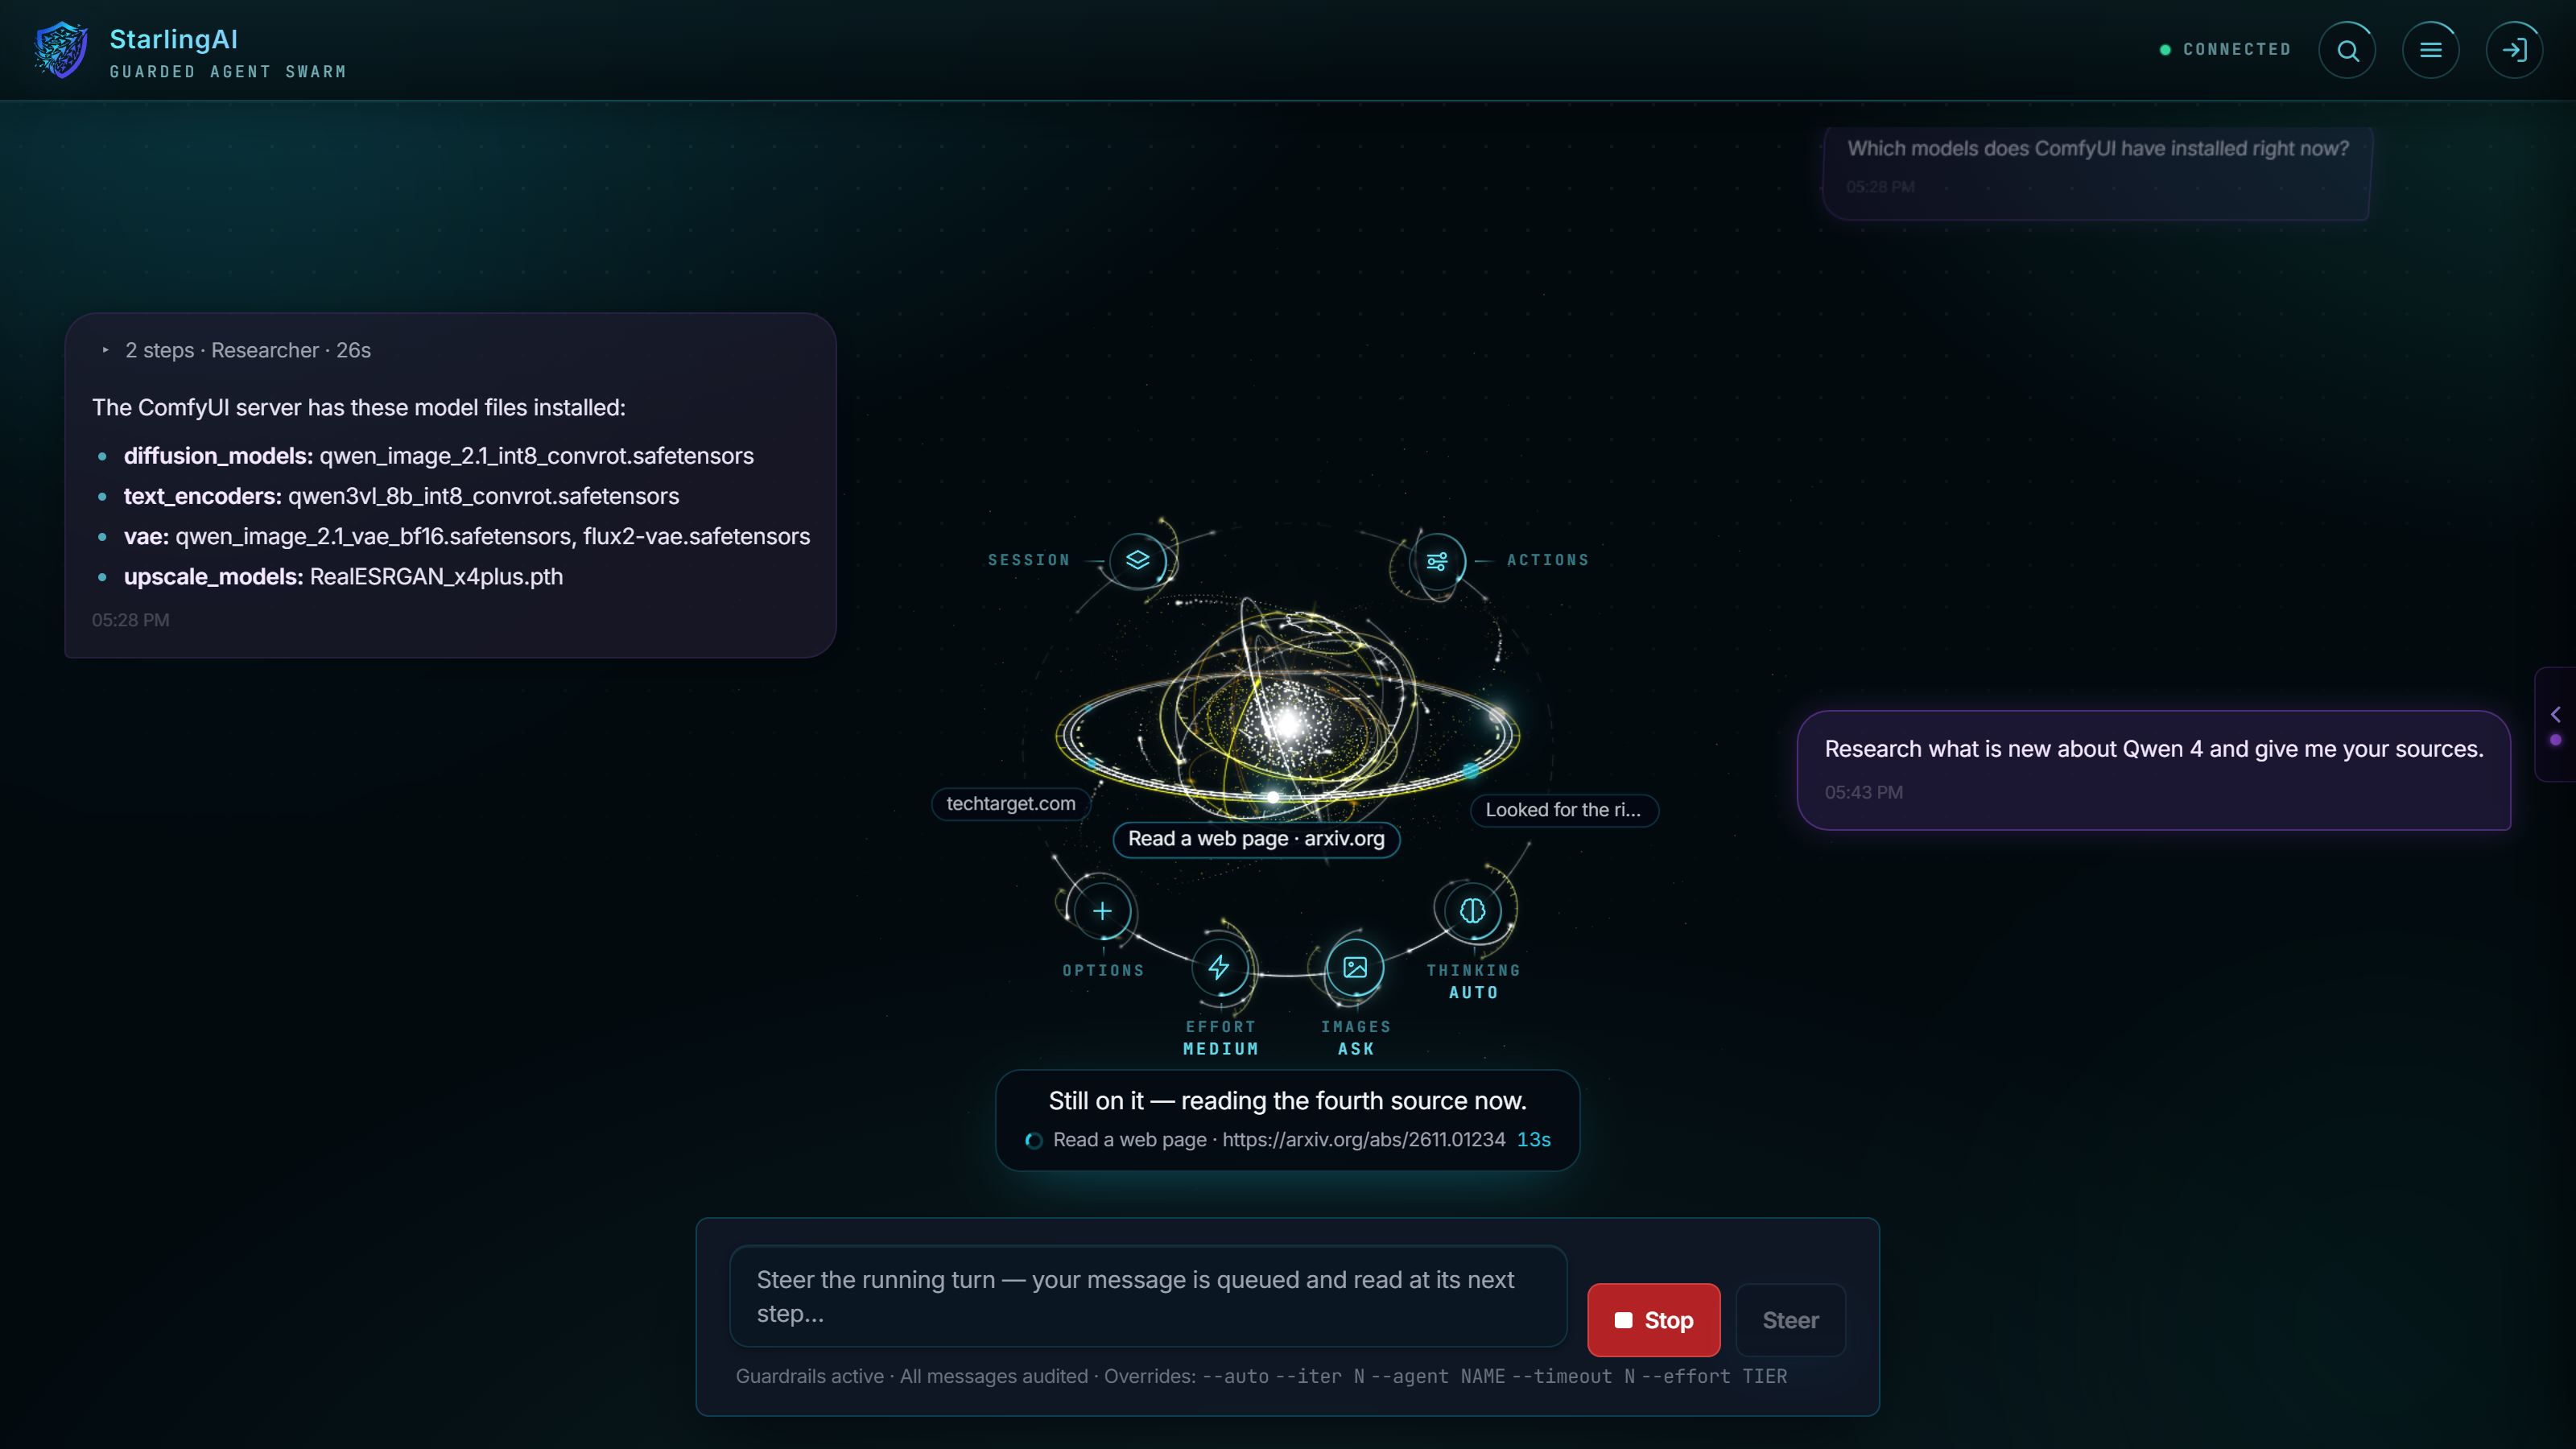 StarlingAI
GUARDED AGENT SWARM
CONNECTED
Which models does ComfyUI have installed right now?
05:28 PM
2 steps · Researcher · 26s
The ComfyUI server has these model files installed:
• diffusion_models: qwen_image_2.1_int8_convrot.safetensors
• text_encoders: qwen3vl_8b_int8_convrot.safetensors
• vae: qwen_image_2.1_vae_bf16.safetensors, flux2-vae.safetensors
• upscale_models: RealESRGAN_x4plus.pth
05:28 PM
SESSION
ACTIONS
Research what is new about Qwen 4 and give me your sources.
05:43 PM
techtarget.com
Looked for the ri...
Read a web page · arxiv.org
OPTIONS
THINKING
AUTO
EFFORT
MEDIUM
IMAGES
ASK
Still on it — reading the fourth source now.
Read a web page · https://arxiv.org/abs/2611.01234 13s
Steer the running turn — your message is queued and read at its next
step...
Stop
Steer
Guardrails active · All messages audited · Overrides: --auto --iter N --agent NAME --timeout N --effort TIER